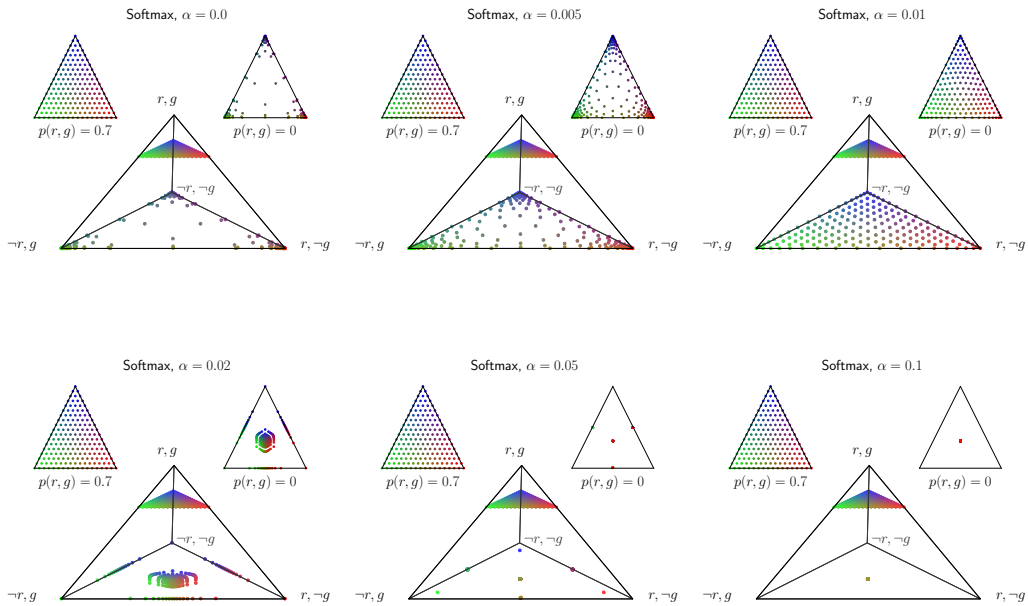 Softmax, α = 0.0
p(r, g) = 0.7
p(r, g) = 0
r, g
¬r, ¬g
¬r, g
r, ¬g
Softmax, α = 0.005
p(r, g) = 0.7
p(r, g) = 0
r, g
¬r, ¬g
¬r, g
r, ¬g
Softmax, α = 0.01
p(r, g) = 0.7
p(r, g) = 0
r, g
¬r, ¬g
¬r, g
r, ¬g
Softmax, α = 0.02
p(r, g) = 0.7
p(r, g) = 0
r, g
¬r, ¬g
¬r, g
r, ¬g
Softmax, α = 0.05
p(r, g) = 0.7
p(r, g) = 0
r, g
¬r, ¬g
¬r, g
r, ¬g
Softmax, α = 0.1
p(r, g) = 0.7
p(r, g) = 0
r, g
¬r, ¬g
¬r, g
r, ¬g